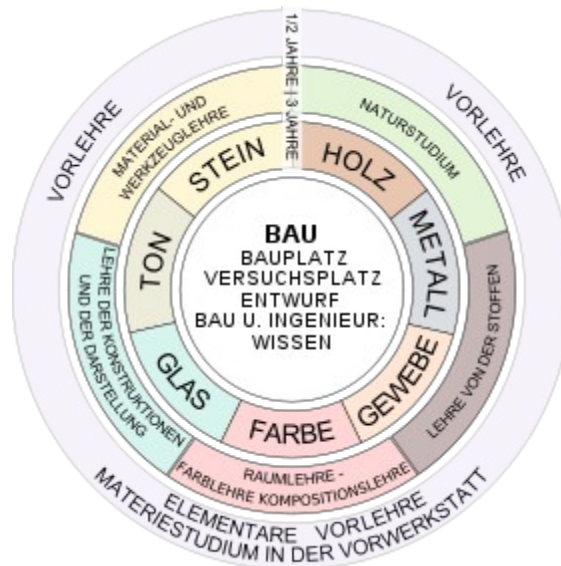 1/2 JAHRE | 3 JAHRE
VORLEHRE
VORLEHRE
ELEMENTARE VORLEHRE
MATERIESTUDIUM IN DER VORWERKSTATT
MATERIAL- UND
WERKZEUGLEHRE
NATURSTUDIUM
LEHRE VON DER STOFFEN
RAUMLEHRE -
FARBLEHRE KOMPOSITIONSLEHRE
LEHRE DER KONSTRUKTIONEN
UND DER DARSTELLUNG
STEIN
HOLZ
METALL
GEWEBE
FARBE
GLAS
TON
BAU
BAUPLATZ
VERSUCHSPLATZ
ENTWURF
BAU U. INGENIEUR:
WISSEN